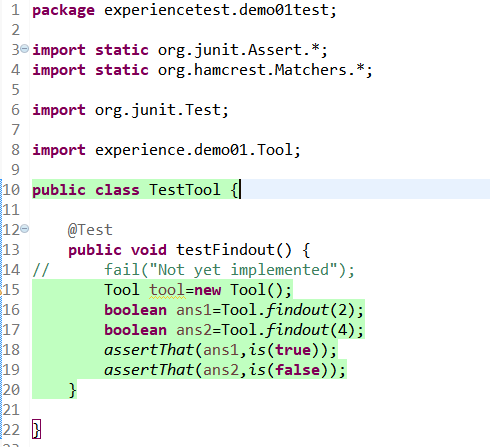 1 package experiencetest.demo01test;
2
3 import static org.junit.Assert.*;
4 import static org.hamcrest.Matchers.*;
5
6 import org.junit.Test;
7
8 import experience.demo01.Tool;
9
10 public class TestTool {
11
12     @Test
13     public void testFindout() {
14 //      fail("Not yet implemented");
15         Tool tool=new Tool();
16         boolean ans1=Tool.findout(2);
17         boolean ans2=Tool.findout(4);
18         assertThat(ans1,is(true));
19         assertThat(ans2,is(false));
20     }
21
22 }
23